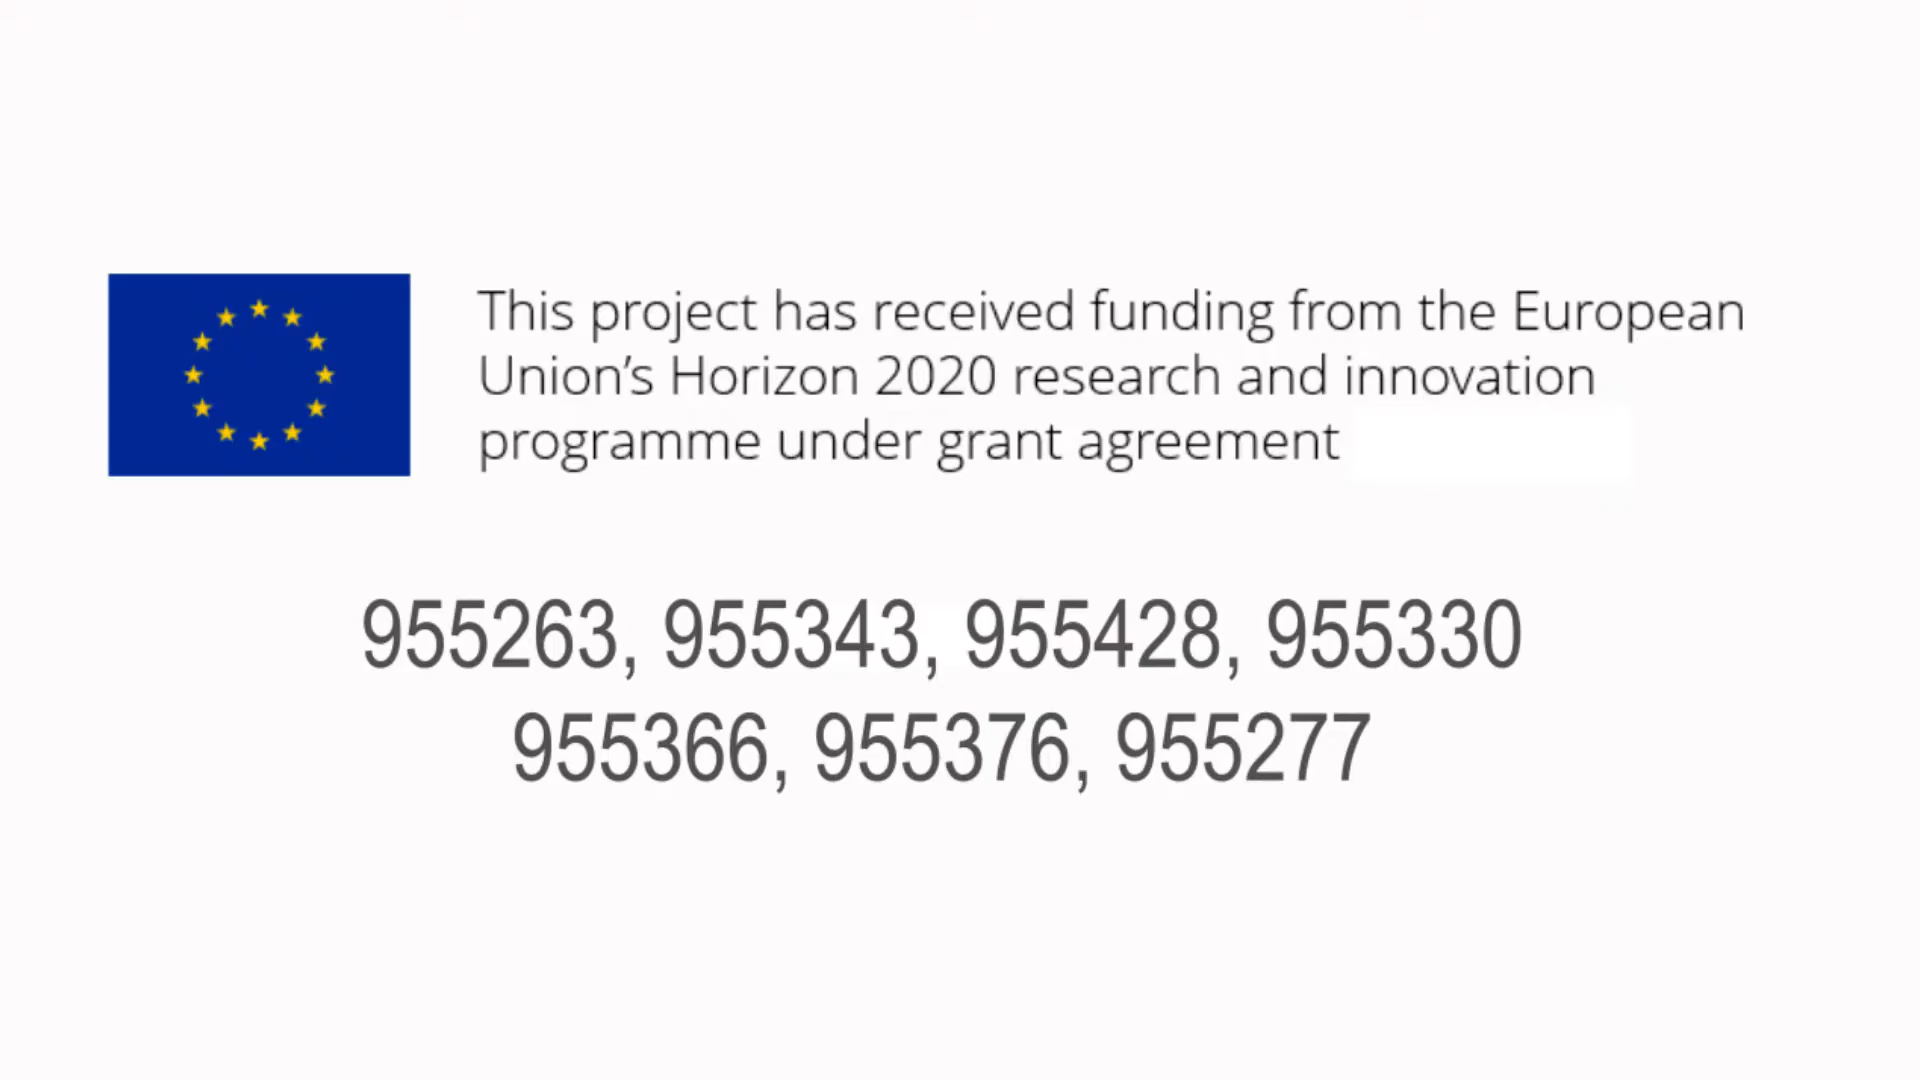 This project has received funding from the European
Union’s Horizon 2020 research and innovation
programme under grant agreement
955263, 955343, 955428, 955330
955366, 955376, 955277